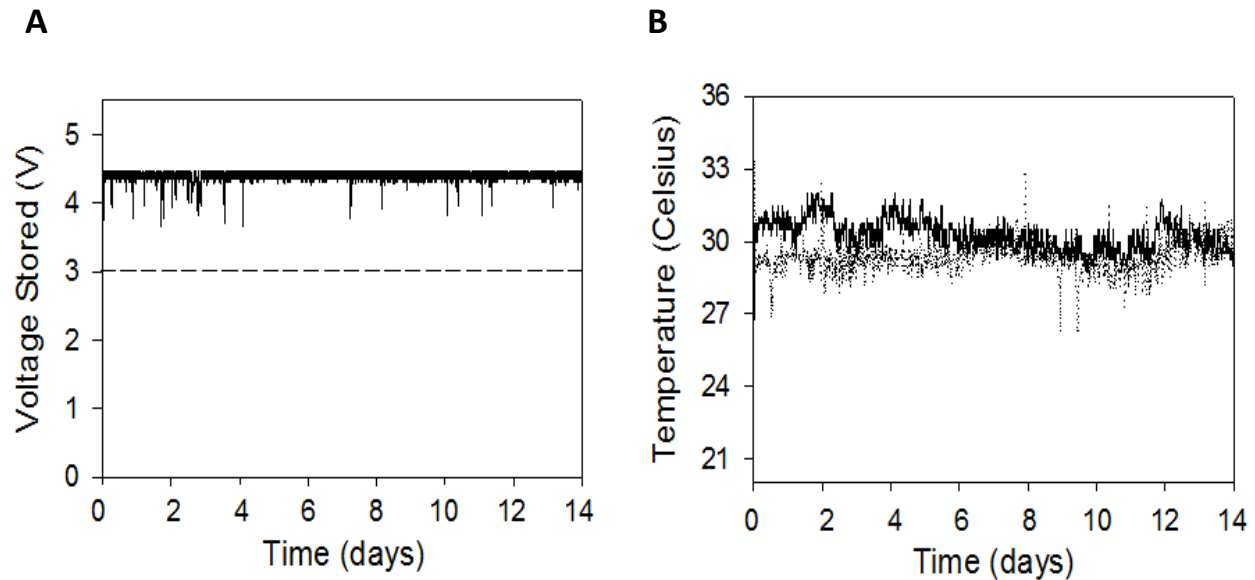 A
B
Voltage Stored (V)
5
4
3
2
1
0
0 2 4 6 8 10 12 14
Time (days)
Temperature (Celsius)
36
33
30
27
24
21
0 2 4 6 8 10 12 14
Time (days)